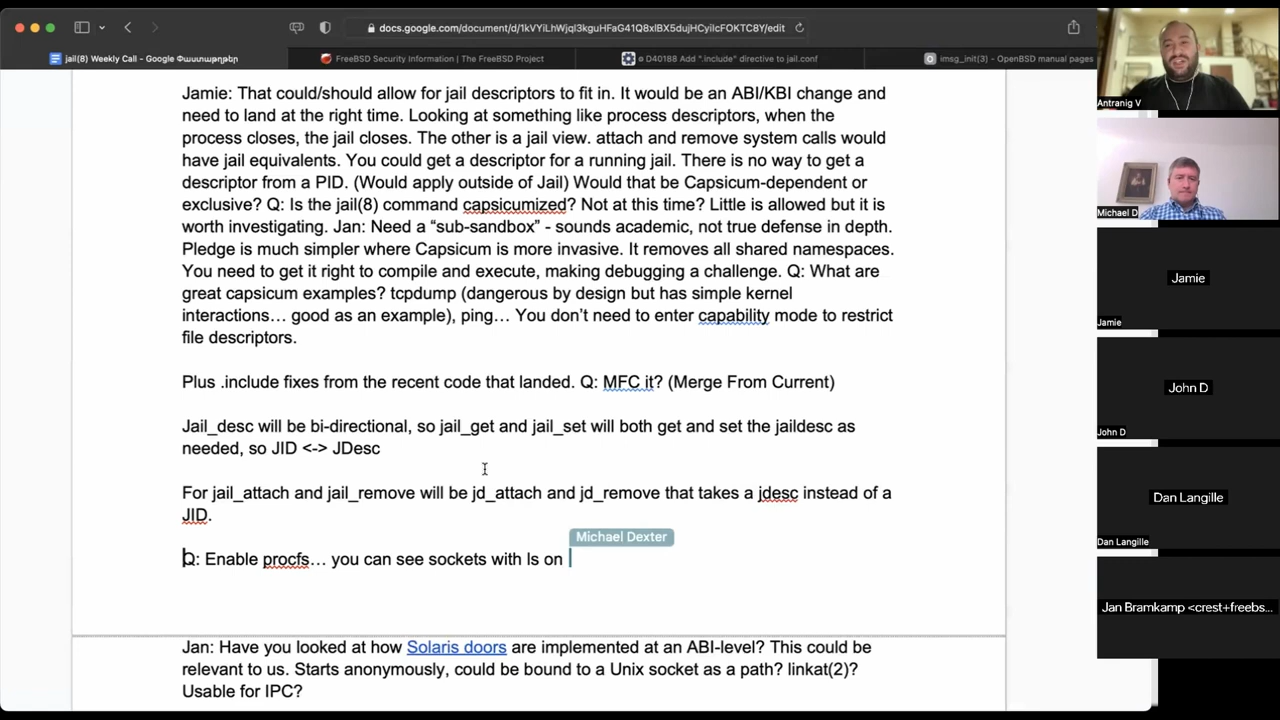 docs.google.com/document/d/1kVYiLhWjql3kguHFaG41Q8xlBX5dujHCyiIcFOKTC8Y/edit
jail(8) Weekly Call - Google Փաստաթղթեր
FreeBSD Security Information | The FreeBSD Project
D40188 Add ".include" directive to jail.conf
imsg_init(3) - OpenBSD manual pages
Jamie: That could/should allow for jail descriptors to fit in. It would be an ABI/KBI change and
need to land at the right time. Looking at something like process descriptors, when the
process closes, the jail closes. The other is a jail view. attach and remove system calls would
have jail equivalents. You could get a descriptor for a running jail. There is no way to get a
descriptor from a PID. (Would apply outside of Jail) Would that be Capsicum-dependent or
exclusive? Q: Is the jail(8) command capsicumized? Not at this time? Little is allowed but it is
worth investigating. Jan: Need a “sub-sandbox” - sounds academic, not true defense in depth.
Pledge is much simpler where Capsicum is more invasive. It removes all shared namespaces.
You need to get it right to compile and execute, making debugging a challenge. Q: What are
great capsicum examples? tcpdump (dangerous by design but has simple kernel
interactions… good as an example), ping… You don’t need to enter capability mode to restrict
file descriptors.
Plus .include fixes from the recent code that landed. Q: MFC it? (Merge From Current)
Jail_desc will be bi-directional, so jail_get and jail_set will both get and set the jaildesc as
needed, so JID <-> JDesc
For jail_attach and jail_remove will be jd_attach and jd_remove that takes a jdesc instead of a
JID.
Michael Dexter
Q: Enable procfs… you can see sockets with ls on
Jan: Have you looked at how Solaris doors are implemented at an ABI-level? This could be
relevant to us. Starts anonymously, could be bound to a Unix socket as a path? linkat(2)?
Usable for IPC?
Antranig V
Michael D
Jamie
Jamie
John D
John D
Dan Langille
Dan Langille
Jan Bramkamp <crest+freebs...